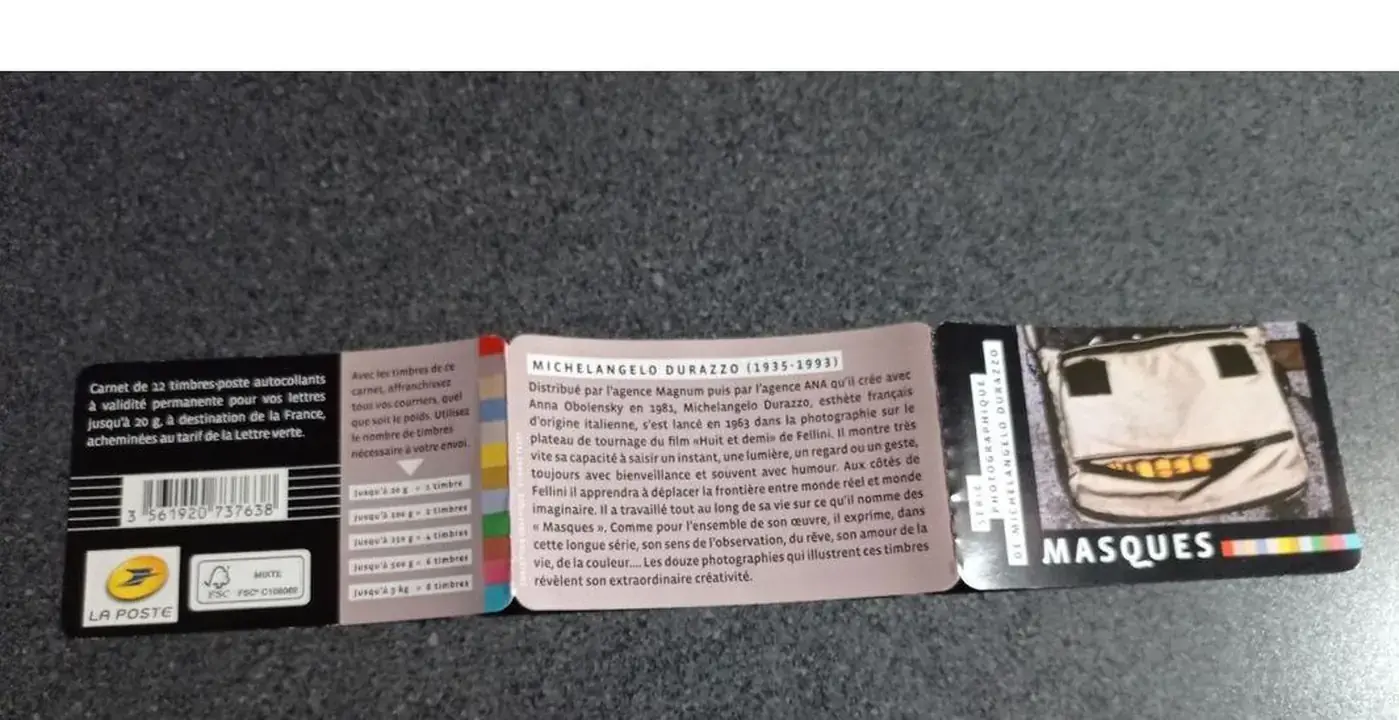 Carnet de 12 timbres-poste autocollants
à validité permanente pour vos lettres
jusqu'à 20 g, à destination de la France,
acheminées au tarif de la Lettre verte.
3 561920 737638
LA POSTE
FSC
MIXTE
FSC® C108068
Avec les timbres de ce
carnet, affranchissez
tous vos courriers, quel
que soit le poids. Utilisez
le nombre de timbres
nécessaire à votre envoi.
Jusqu'à 20 g = 1 timbre
Jusqu'à 100 g = 2 timbres
Jusqu'à 250 g = 4 timbres
Jusqu'à 500 g = 6 timbres
Jusqu'à 3 kg = 8 timbres
MICHELANGELO DURAZZO (1935-1993)
Distribué par l'agence Magnum puis par l'agence ANA qu'il crée avec
Anna Obolensky en 1981, Michelangelo Durazzo, esthète français
d'origine italienne, s'est lancé en 1963 dans la photographie sur le
plateau de tournage du film «Huit et demi» de Fellini. Il montre très
vite sa capacité à saisir un instant, une lumière, un regard ou un geste,
toujours avec bienveillance et souvent avec humour. Aux côtés de
Fellini il apprendra à déplacer la frontière entre monde réel et monde
imaginaire. Il a travaillé tout au long de sa vie sur ce qu'il nomme des
« Masques ». Comme pour l'ensemble de son œuvre, il exprime, dans
cette longue série, son sens de l'observation, du rêve, son amour de la
vie, de la couleur.... Les douze photographies qui illustrent ces timbres
révèlent son extraordinaire créativité.
SÉRIE
PHOTOGRAPHIQUE
DE MICHELANGELO DURAZZO
MASQUES